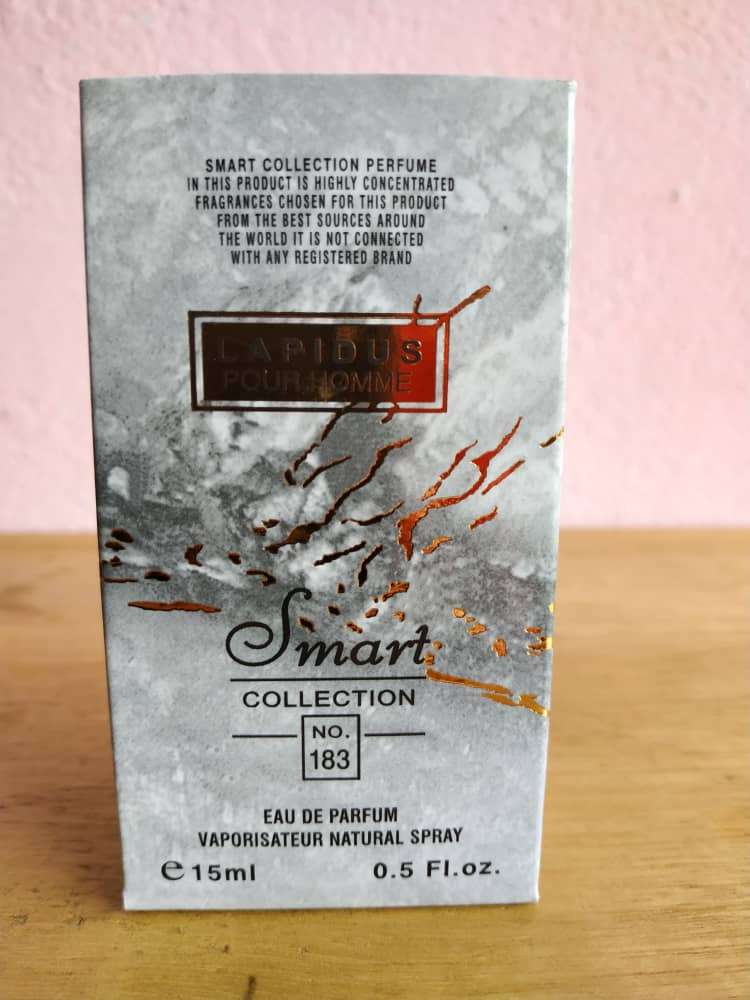 SMART COLLECTION PERFUME
IN THIS PRODUCT IS HIGHLY CONCENTRATED
FRAGRANCES CHOSEN FOR THIS PRODUCT
FROM THE BEST SOURCES AROUND
THE WORLD IT IS NOT CONNECTED
WITH ANY REGISTERED BRAND
LAPIDUS
POUR HOMME
Smart
COLLECTION
NO.
183
EAU DE PARFUM
VAPORISATEUR NATURAL SPRAY
℮ 15ml 0.5 Fl.oz.